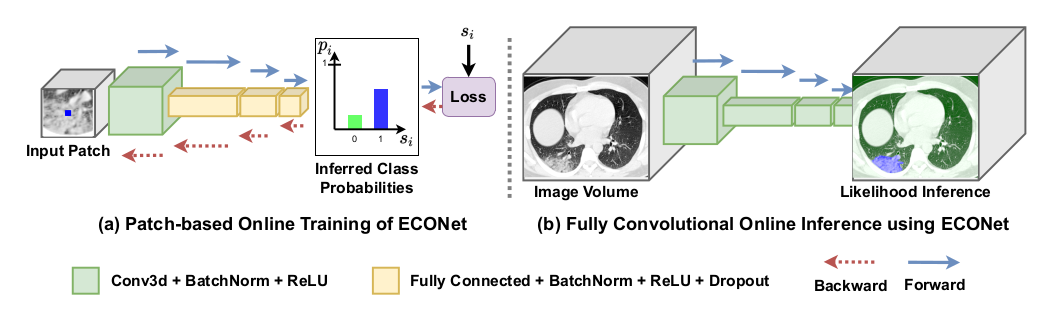 p_i
1
0
1
s_i
s_i
Loss
Input Patch
Inferred Class
Probabilities
Image Volume
Likelihood Inference
(a) Patch-based Online Training of ECONet
(b) Fully Convolutional Online Inference using ECONet
Conv3d + BatchNorm + ReLU
Fully Connected + BatchNorm + ReLU + Dropout
Backward
Forward